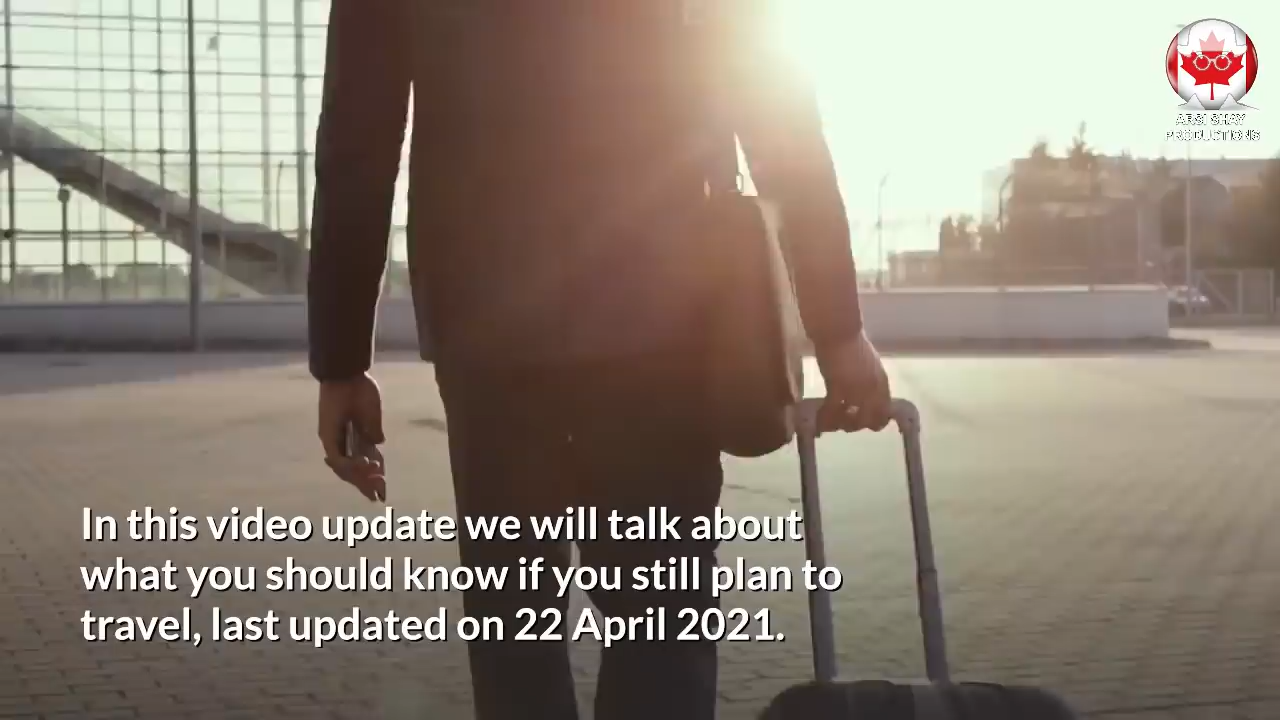 PRODUCTIONS
In this video update we will talk about
what you should know if you still plan to
travel, last updated on 22 April 2021.